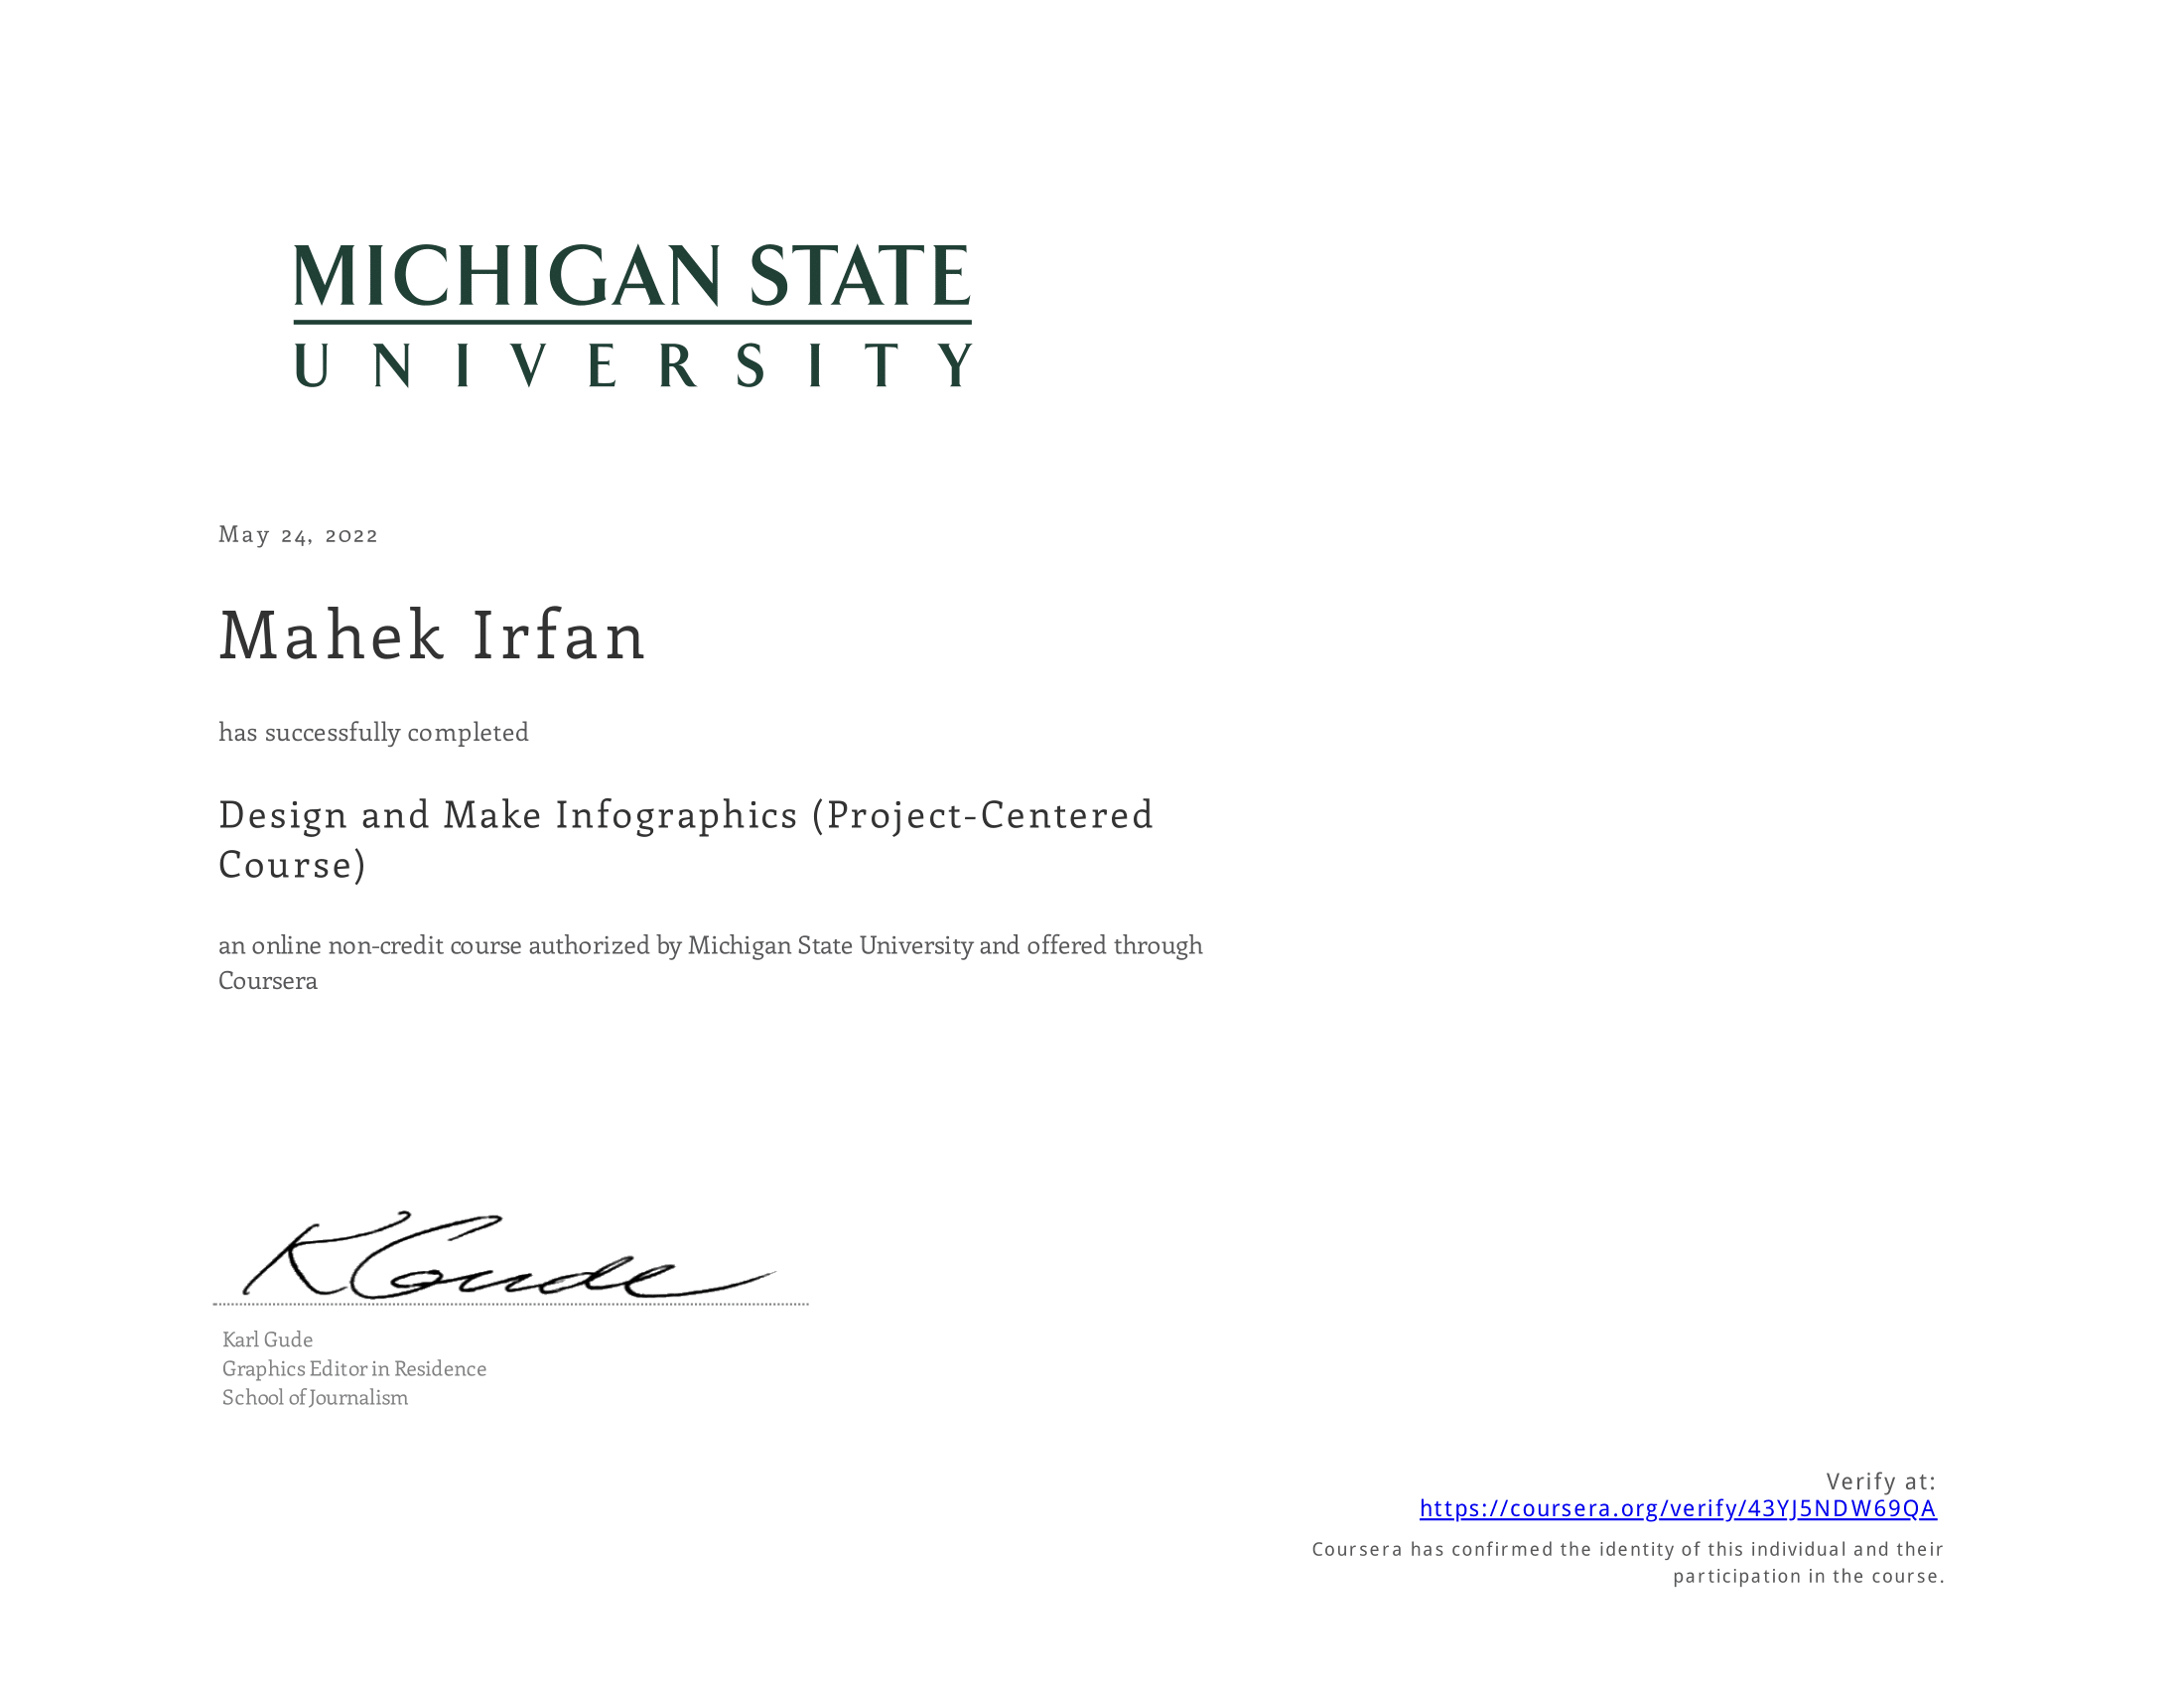 MICHIGAN STATE
UNIVERSITY
May 24, 2022
Mahek Irfan
has successfully completed
Design and Make Infographics (Project-Centered
Course)
an online non-credit course authorized by Michigan State University and offered through
Coursera
K Gude
Karl Gude
Graphics Editor in Residence
School of Journalism
Verify at:
https://coursera.org/verify/43YJ5NDW69QA
Coursera has confirmed the identity of this individual and their
participation in the course.